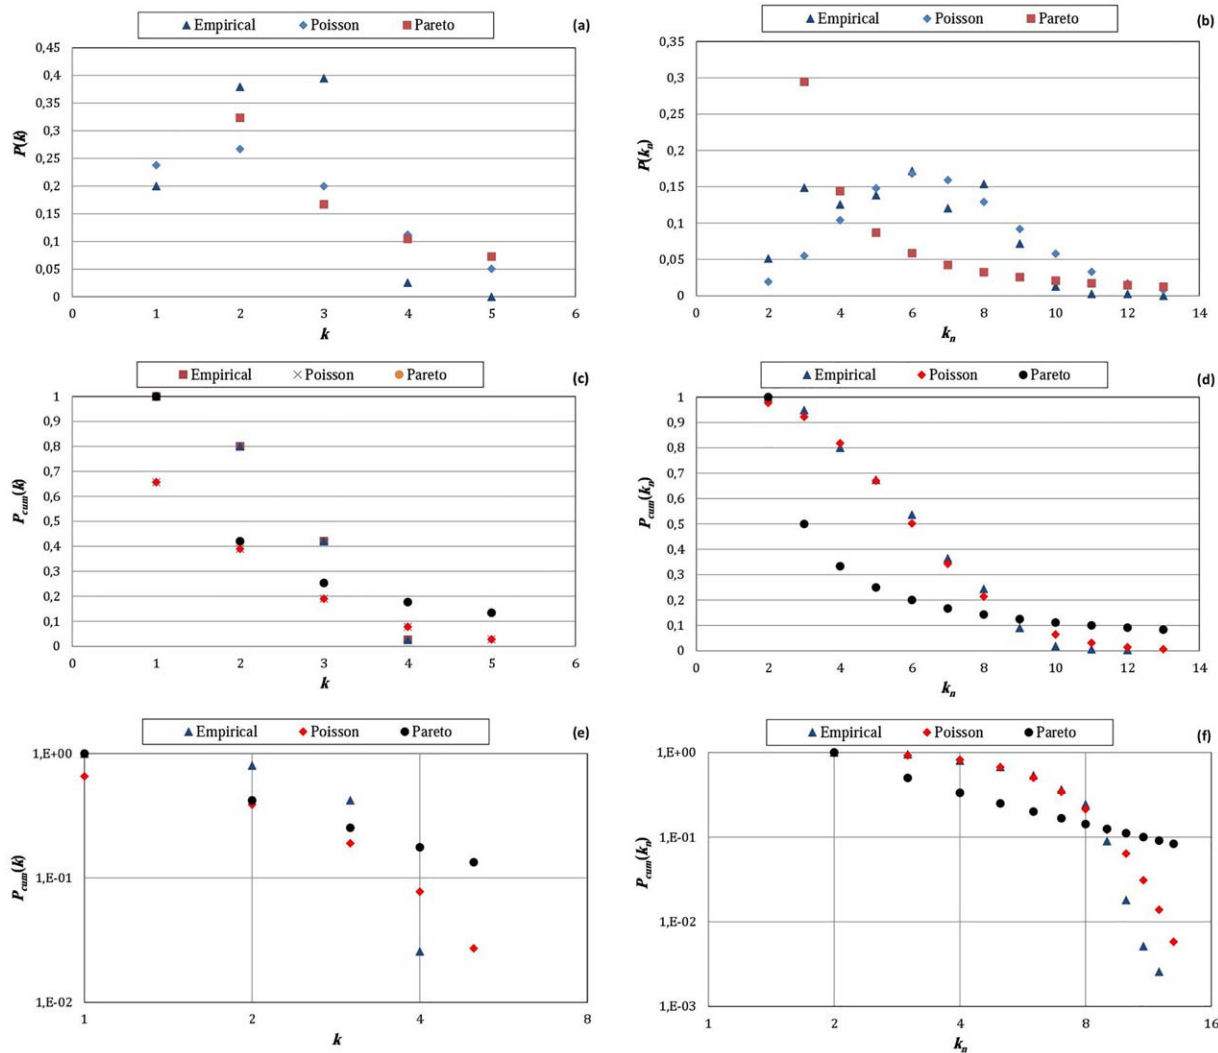 Empirical Poisson Pareto (a)
0,45
0,4
0,35
0,3
0,25
0,2
0,15
0,1
0,05
0
P(k)
0 1 2 3 4 5 6
k
Empirical Poisson Pareto (b)
0,35
0,3
0,25
0,2
0,15
0,1
0,05
0
P(kn)
0 2 4 6 8 10 12 14
kn
Empirical Poisson Pareto (c)
1
0,9
0,8
0,7
0,6
0,5
0,4
0,3
0,2
0,1
0
Pcum(k)
0 1 2 3 4 5 6
k
Empirical Poisson Pareto (d)
1
0,9
0,8
0,7
0,6
0,5
0,4
0,3
0,2
0,1
0
Pcum(kn)
0 2 4 6 8 10 12 14
kn
Empirical Poisson Pareto (e)
1,E+00
1,E-01
1,E-02
Pcum(k)
1 2 4 8
k
Empirical Poisson Pareto (f)
1,E+00
1,E-01
1,E-02
1,E-03
Pcum(kn)
1 2 4 8 16
kn